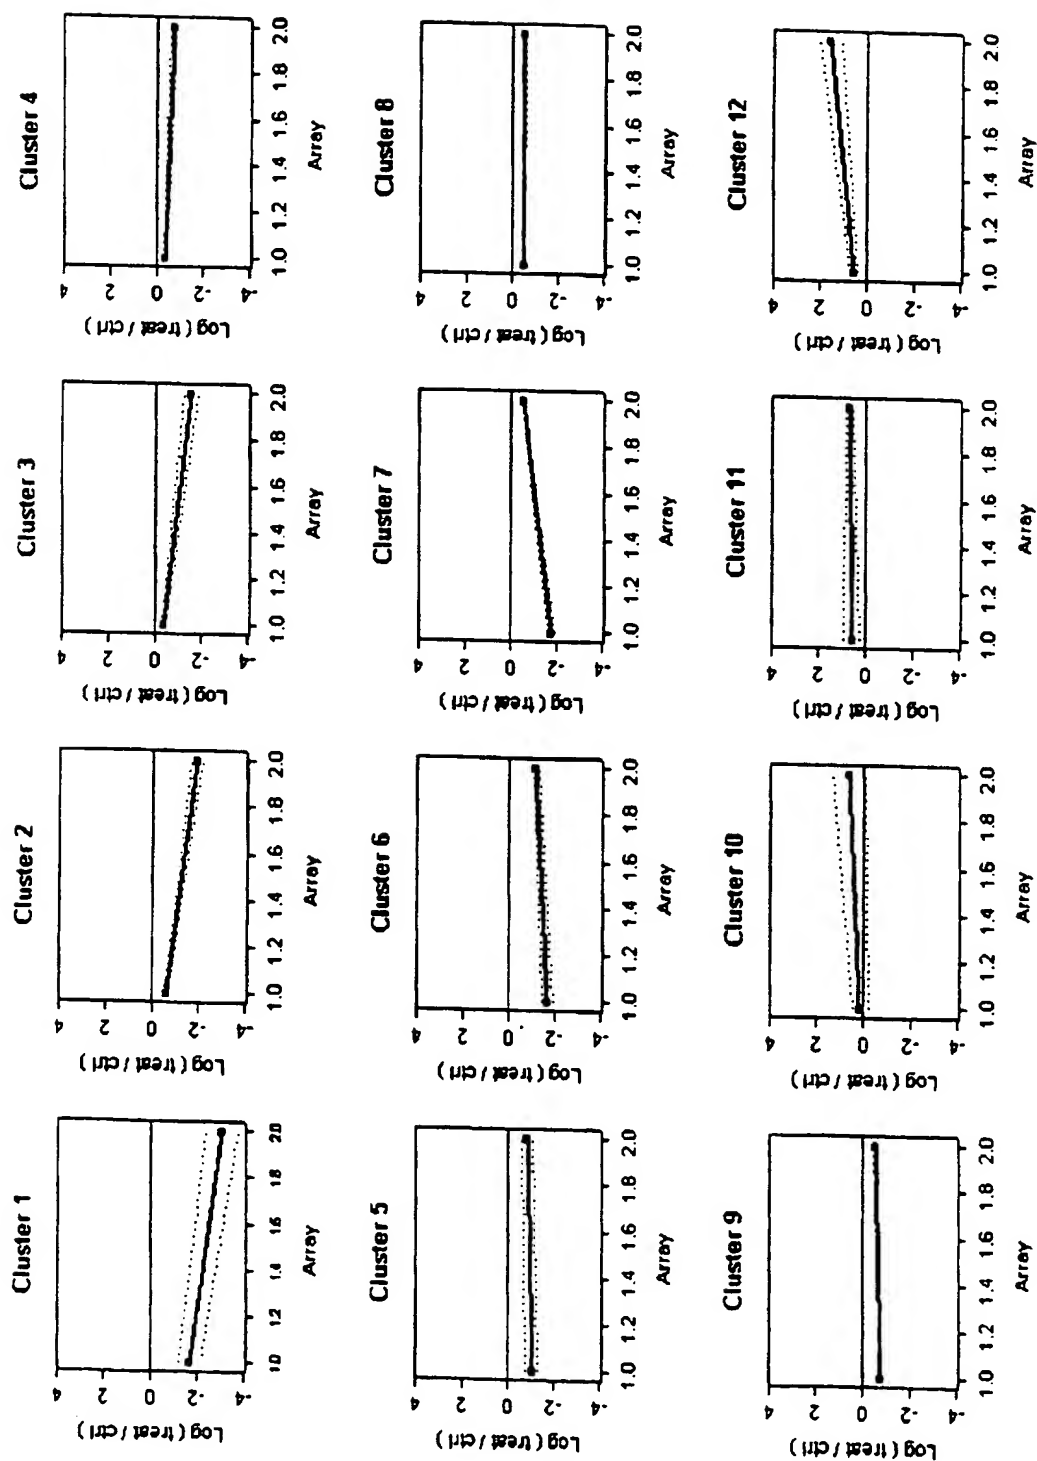 Cluster 1
Log ( treat / ctrl )
4
2
0
-2
-4
1.0 1.2 1.4 1.6 1.8 2.0
Array
Cluster 2
Log ( treat / ctrl )
4
2
0
-2
-4
1.0 1.2 1.4 1.6 1.8 2.0
Array
Cluster 3
Log ( treat / ctrl )
4
2
0
-2
-4
1.0 1.2 1.4 1.6 1.8 2.0
Array
Cluster 4
Log ( treat / ctrl )
4
2
0
-2
-4
1.0 1.2 1.4 1.6 1.8 2.0
Array
Cluster 5
Log ( treat / ctrl )
4
2
0
-2
-4
1.0 1.2 1.4 1.6 1.8 2.0
Array
Cluster 6
Log ( treat / ctrl )
4
2
0
-2
-4
1.0 1.2 1.4 1.6 1.8 2.0
Array
Cluster 7
Log ( treat / ctrl )
4
2
0
-2
-4
1.0 1.2 1.4 1.6 1.8 2.0
Array
Cluster 8
Log ( treat / ctrl )
4
2
0
-2
-4
1.0 1.2 1.4 1.6 1.8 2.0
Array
Cluster 9
Log ( treat / ctrl )
4
2
0
-2
-4
1.0 1.2 1.4 1.6 1.8 2.0
Array
Cluster 10
Log ( treat / ctrl )
4
2
0
-2
-4
1.0 1.2 1.4 1.6 1.8 2.0
Array
Cluster 11
Log ( treat / ctrl )
4
2
0
-2
-4
1.0 1.2 1.4 1.6 1.8 2.0
Array
Cluster 12
Log ( treat / ctrl )
4
2
0
-2
-4
1.0 1.2 1.4 1.6 1.8 2.0
Array